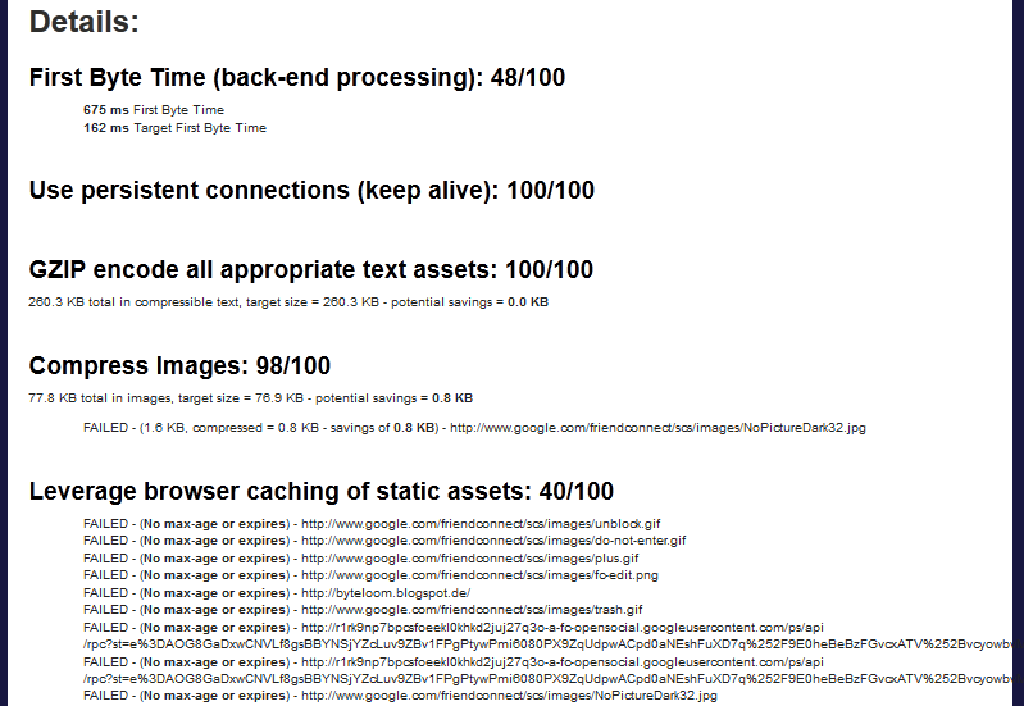 Details:
First Byte Time (back-end processing): 48/100
675 ms First Byte Time
162 ms Target First Byte Time
Use persistent connections (keep alive): 100/100
GZIP encode all appropriate text assets: 100/100
260.3 KB total in compressible text, target size = 260.3 KB - potential savings = 0.0 KB
Compress Images: 98/100
77.8 KB total in images, target size = 76.9 KB - potential savings = 0.8 KB
FAILED - (1.6 KB, compressed = 0.8 KB - savings of 0.8 KB) - http://www.google.com/friendconnect/scs/images/NoPictureDark32.jpg
Leverage browser caching of static assets: 40/100
FAILED - (No max-age or expires) - http://www.google.com/friendconnect/scs/images/unblock.gif
FAILED - (No max-age or expires) - http://www.google.com/friendconnect/scs/images/do-not-enter.gif
FAILED - (No max-age or expires) - http://www.google.com/friendconnect/scs/images/plus.gif
FAILED - (No max-age or expires) - http://www.google.com/friendconnect/scs/images/fc-edit.png
FAILED - (No max-age or expires) - http://byteloom.blogspot.de/
FAILED - (No max-age or expires) - http://www.google.com/friendconnect/scs/images/trash.gif
FAILED - (No max-age or expires) - http://r1rk9np7bpcsfoeekl0khkd2juj27q3o-a-fc-opensocial.googleusercontent.com/ps/api
/rpc?st=e%3DAOG8GaDxwCNVLf8gsBBYNSjYZcLuv9ZBv1FPgPtywPmi6080PX9ZqUdpwACpd0aNEshFuXD7q%252F9E0heBeBzFGvcxATV%252Bvcyowb
FAILED - (No max-age or expires) - http://r1rk9np7bpcsfoeekl0khkd2juj27q3o-a-fc-opensocial.googleusercontent.com/ps/api
/rpc?st=e%3DAOG8GaDxwCNVLf8gsBBYNSjYZcLuv9ZBv1FPgPtywPmi6080PX9ZqUdpwACpd0aNEshFuXD7q%252F9E0heBeBzFGvcxATV%252Bvcyowb
FAILED - (No max-age or expires) - http://www.google.com/friendconnect/scs/images/NoPictureDark32.jpg